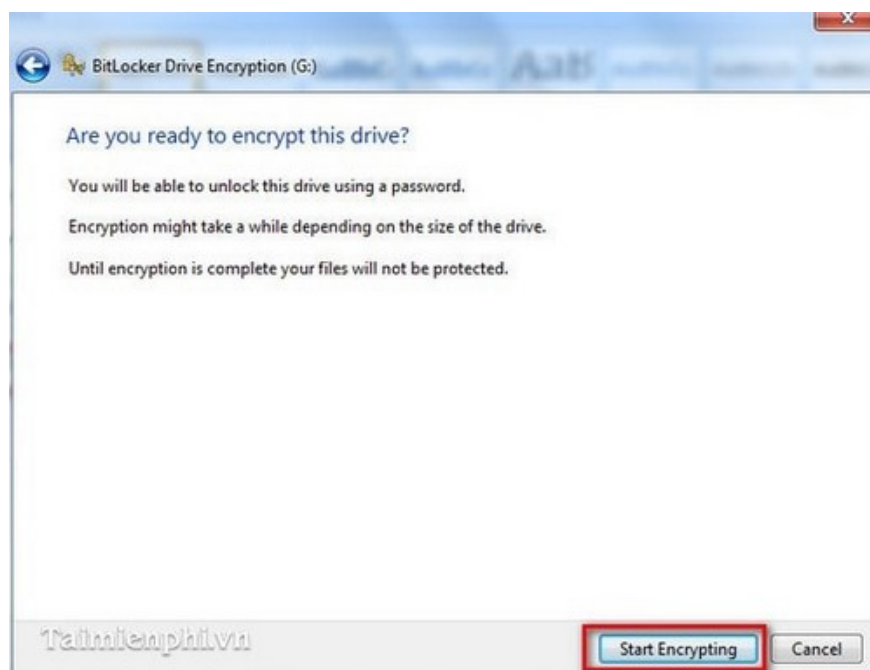 BitLocker Drive Encryption (G:)
Are you ready to encrypt this drive?
You will be able to unlock this drive using a password.
Encryption might take a while depending on the size of the drive.
Until encryption is complete your files will not be protected.
Taimienphi.vn
Start Encrypting
Cancel